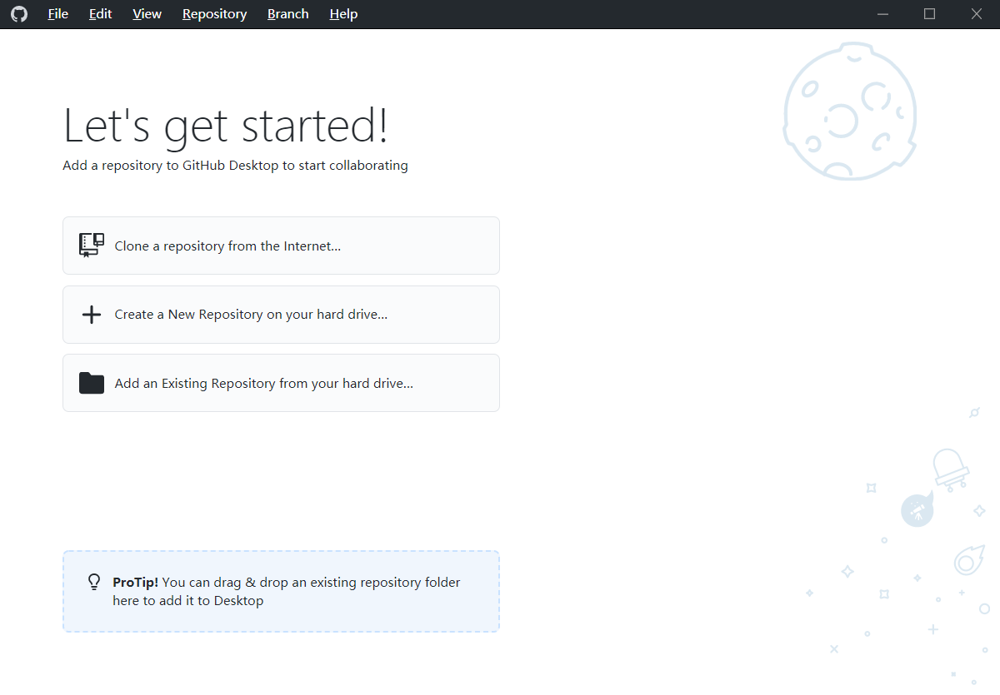 File Edit View Repository Branch Help
Let's get started!
Add a repository to GitHub Desktop to start collaborating
Clone a repository from the Internet...
Create a New Repository on your hard drive...
Add an Existing Repository from your hard drive...
ProTip! You can drag & drop an existing repository folder
here to add it to Desktop